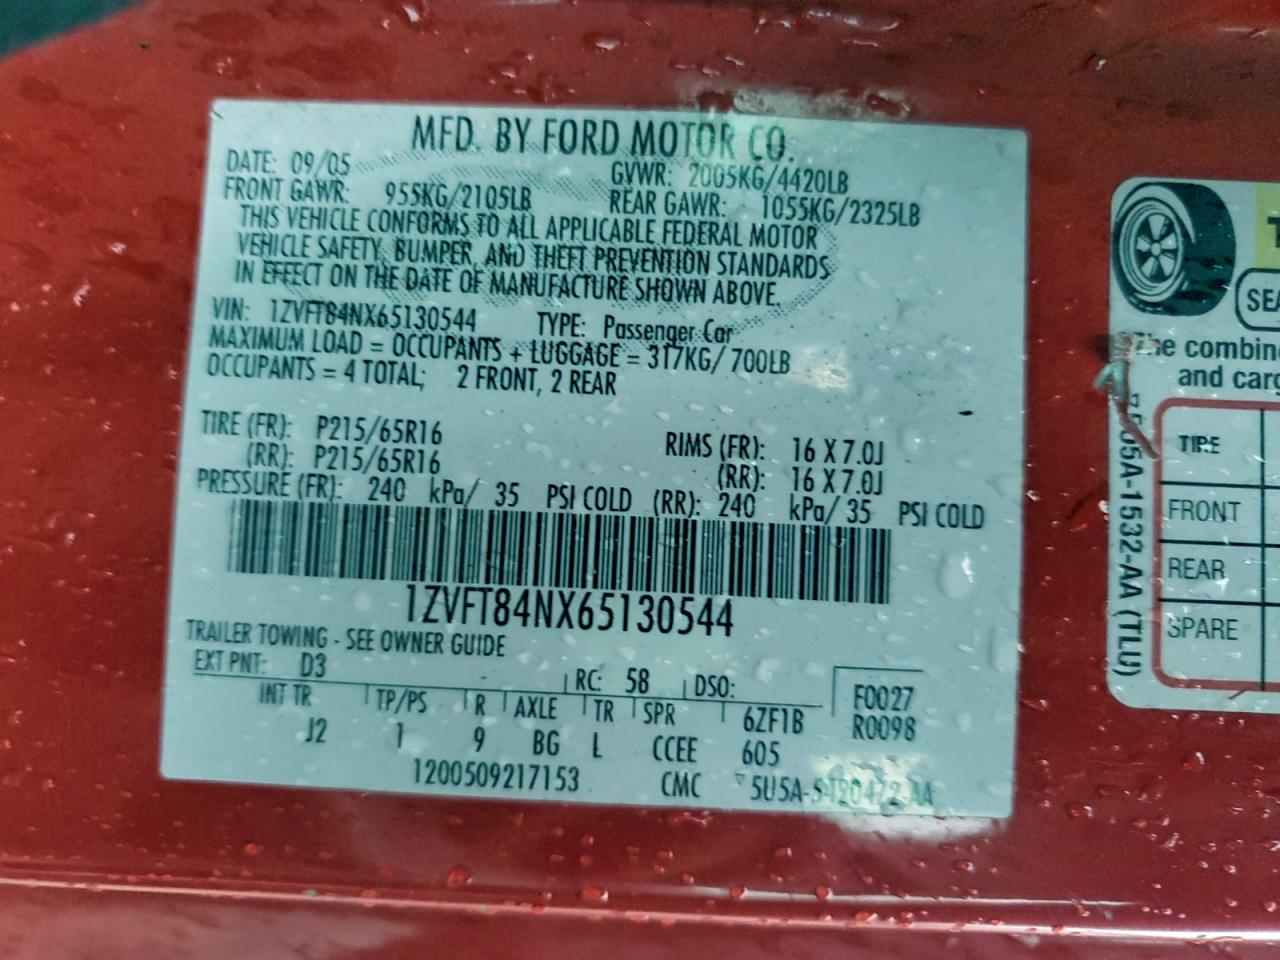 MFD. BY FORD MOTOR CO.
DATE: 09/05 GVWR: 2005KG/4420LB
FRONT GAWR: 955KG/2105LB REAR GAWR: 1055KG/2325LB
THIS VEHICLE CONFORMS TO ALL APPLICABLE FEDERAL MOTOR
VEHICLE SAFETY, BUMPER, AND THEFT PREVENTION STANDARDS
IN EFFECT ON THE DATE OF MANUFACTURE SHOWN ABOVE.
VIN: 1ZVFT84NX65130544 TYPE: Passenger Car
MAXIMUM LOAD = OCCUPANTS + LUGGAGE = 317KG/ 700LB
OCCUPANTS = 4 TOTAL; 2 FRONT, 2 REAR
TIRE (FR): P215/65R16 RIMS (FR): 16 X 7.0J
(RR): P215/65R16 (RR): 16 X 7.0J
PRESSURE (FR): 240 kPa/ 35 PSI COLD (RR): 240 kPa/ 35 PSI COLD
1ZVFT84NX65130544
TRAILER TOWING - SEE OWNER GUIDE
EXT PNT: D3 RC: 58 DSO: F0027
INT TR TP/PS R AXLE TR SPR 6ZF1B R0098
J2 1 9 BG L CCEE 605
1200509217153 CMC 5U5A-5420472-AA
SEA
The combin
and carg
TIRE
FRONT
REAR
SPARE
1532-AA (TLU)